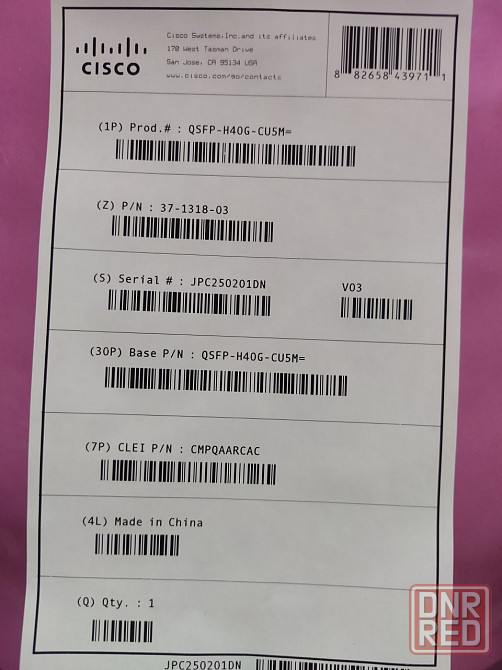 CISCO
Cisco Systems,Inc.and its affiliates
170 West Tasman Drive
San Jose, CA 95134 USA
www.cisco.com/go/contacts
8 82658 43971 1
(1P) Prod.# : QSFP-H40G-CU5M=
(Z) P/N : 37-1318-03
(S) Serial # : JPC250201DN
V03
(30P) Base P/N : QSFP-H40G-CU5M=
(7P) CLEI P/N : CMPQAARCAC
(4L) Made in China
(Q) Qty. : 1
JPC250201DN
DNR
RED